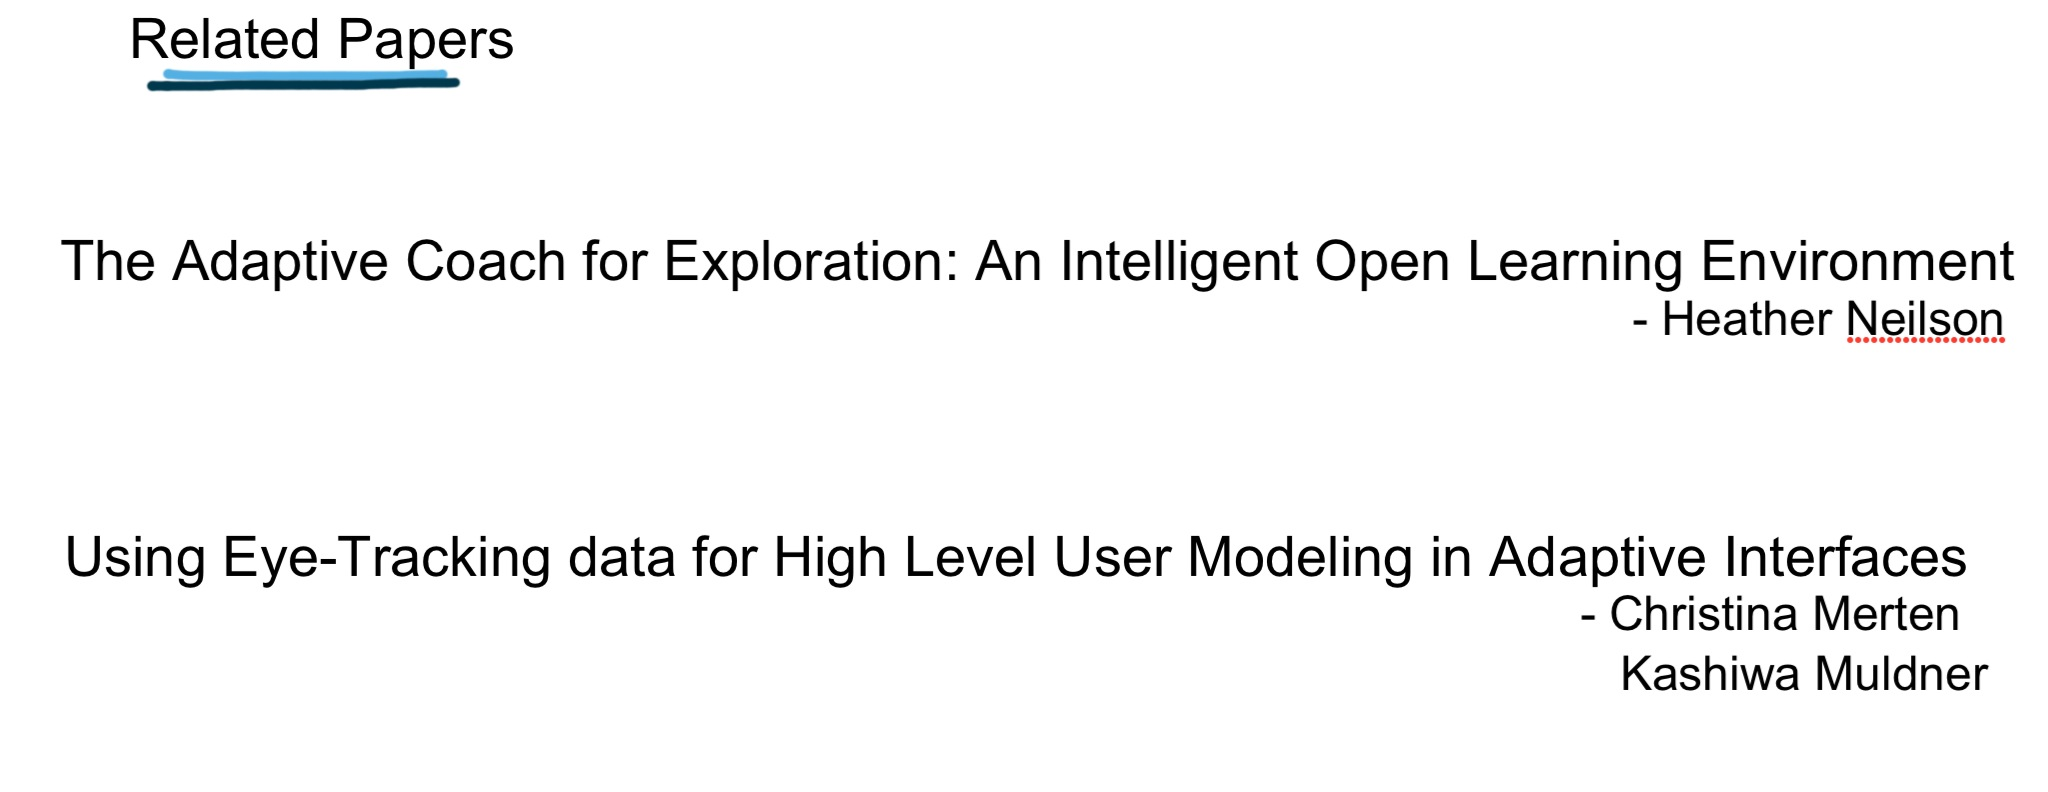 Related Papers
The Adaptive Coach for Exploration: An Intelligent Open Learning Environment
- Heather Neilson
Using Eye-Tracking data for High Level User Modeling in Adaptive Interfaces
- Christina Merten
Kashiwa Muldner